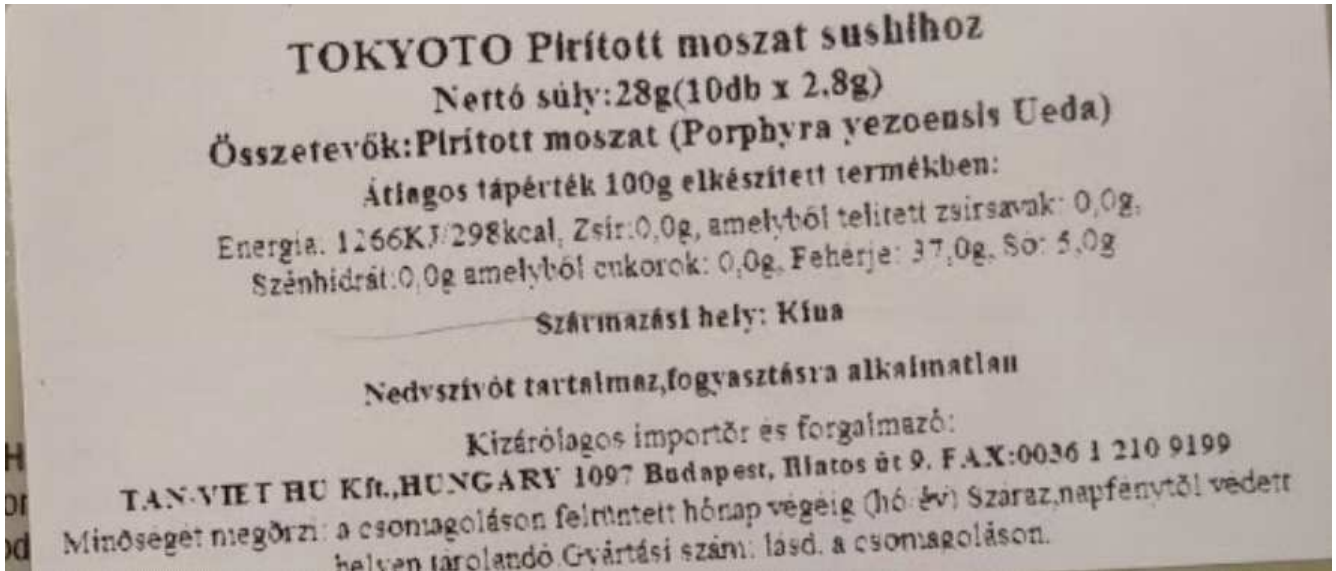 TOKYOTO Pirított moszat sushihoz
Nettó súly:28g(10db x 2.8g)
Összetevők:Pirított moszat (Porphyra yezoensis Ueda)
Átlagos tápérték 100g elkészített termékben:
Energia: 1266KJ/298kcal, Zsír:0,0g, amelyből telített zsírsavak: 0,0g,
Szénhidrát:0,0g amelyből cukorok: 0,0g, Fehérje: 37,0g, Só: 5,0g
Származási hely: Kína
Nedvszívót tartalmaz,fogyasztásra alkalmatlan
Kizárólagos importőr és forgalmazó:
TAN-VIET HU Kft.,HUNGARY 1097 Budapest, Illatos út 9. FAX:0036 1 210 9199
Minőségét megőrzi: a csomagoláson feltüntett hónap végéig (hó/év) Száraz,napfénytől védett
helyen tárolandó.Gyártási szám: lásd. a csomagoláson.